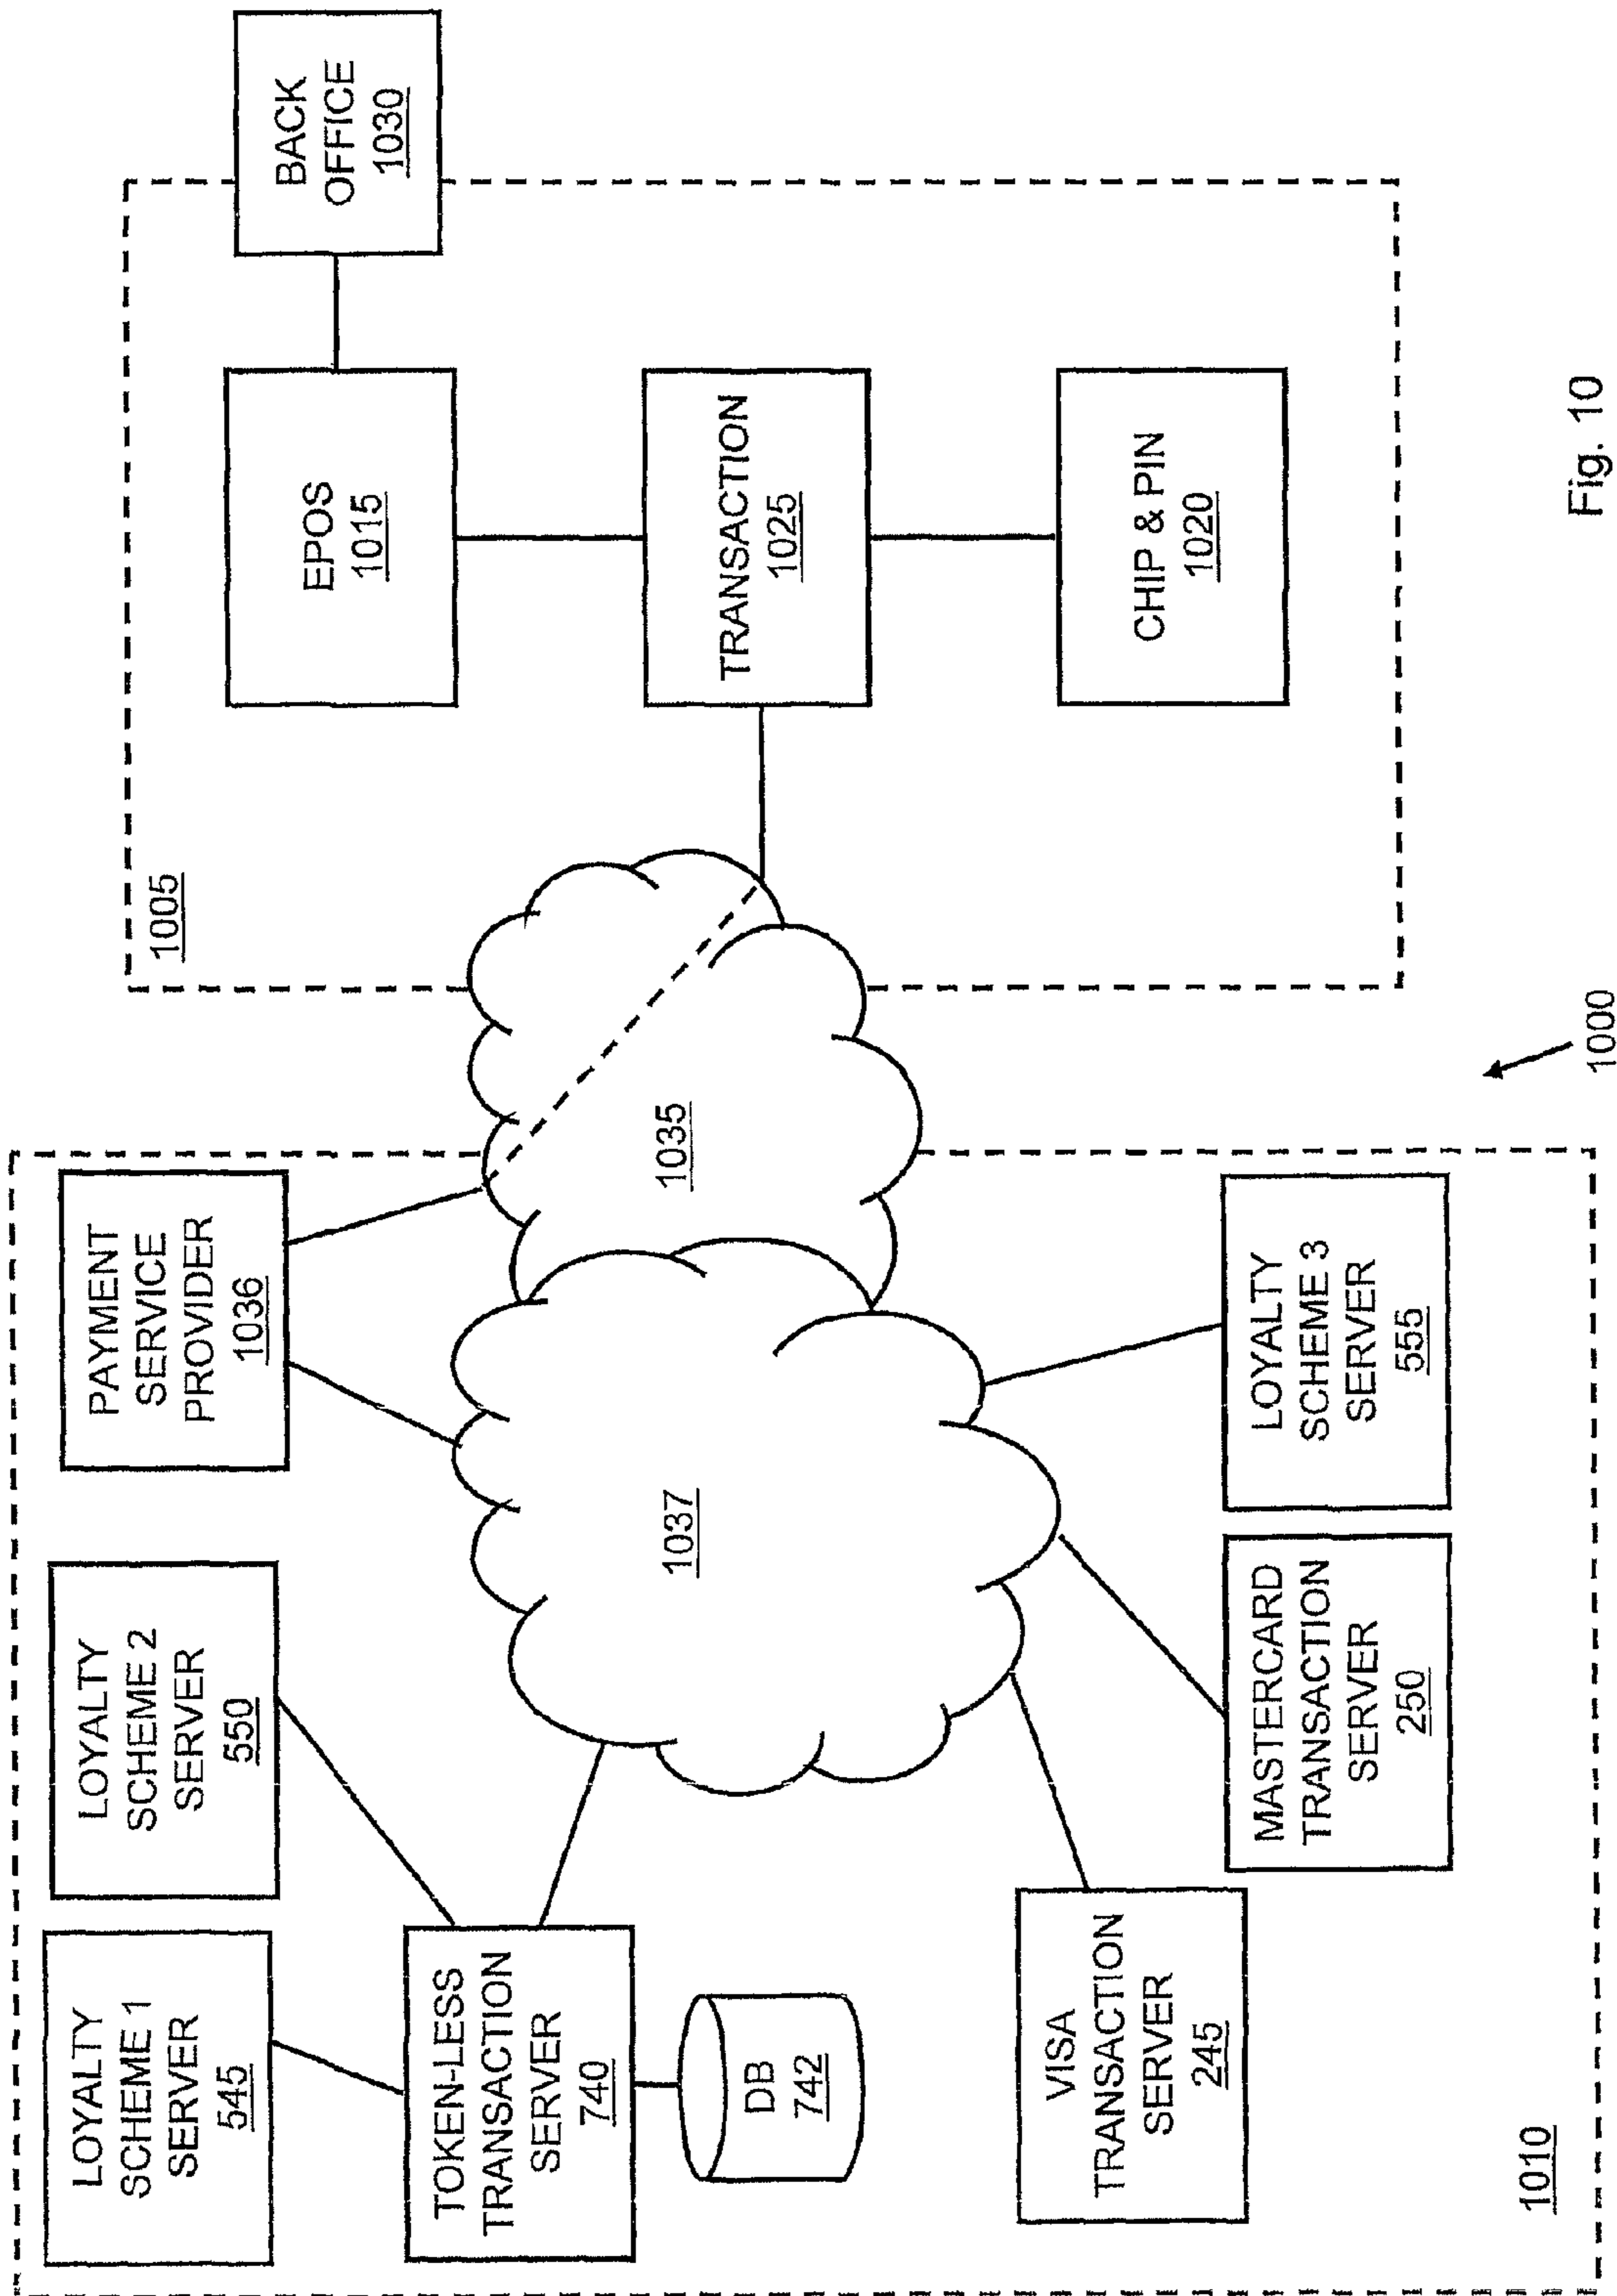 LOYALTY
SCHEME 1
SERVER
545
LOYALTY
SCHEME 2
SERVER
550
PAYMENT
SERVICE
PROVIDER
1036
TOKEN-LESS
TRANSACTION
SERVER
740
DB
742
VISA
TRANSACTION
SERVER
245
MASTERCARD
TRANSACTION
SERVER
250
LOYALTY
SCHEME 3
SERVER
555
1010
1037
1035
1005
EPOS
1015
BACK
OFFICE
1030
TRANSACTION
1025
CHIP & PIN
1020
1000
Fig. 10